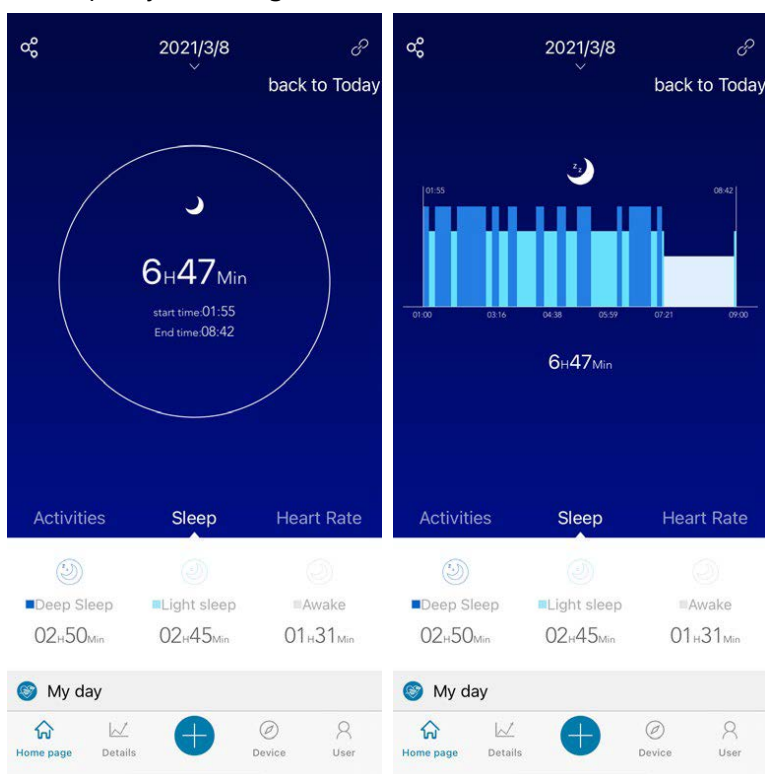 2021/3/8
back to Today
6H47Min
start time:01:55
End time:08:42
Activities Sleep Heart Rate
Deep Sleep Light sleep Awake
02H50Min 02H45Min 01H31Min
My day
Home page Details Device User
2021/3/8
back to Today
zz
01:55 08:42
01:00 03:16 04:38 05:59 07:21 09:00
6H47Min
Activities Sleep Heart Rate
Deep Sleep Light sleep Awake
02H50Min 02H45Min 01H31Min
My day
Home page Details Device User